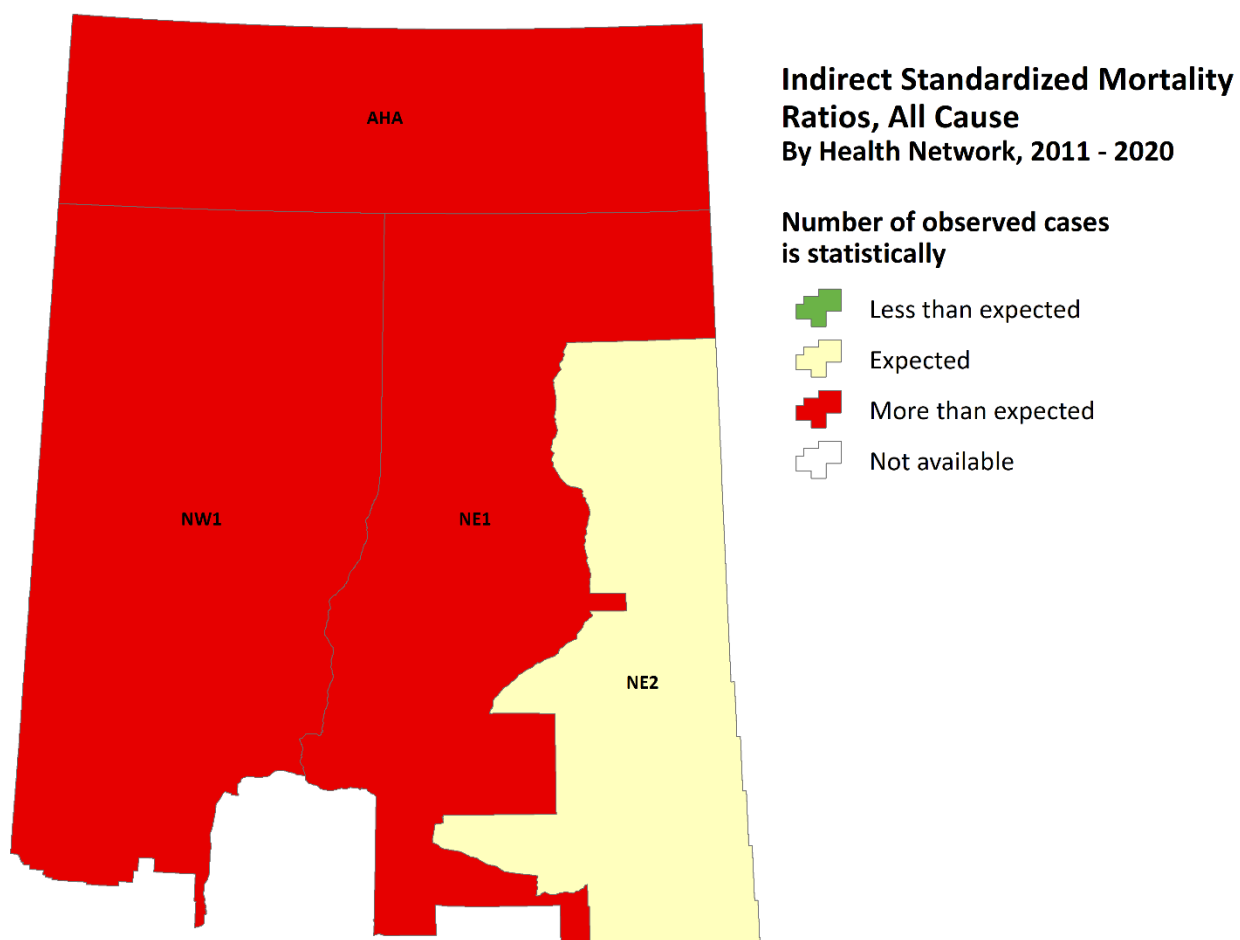 Indirect Standardized Mortality
Ratios, All Cause
By Health Network, 2011 - 2020
Number of observed cases
is statistically
Less than expected
Expected
More than expected
Not available
AHA
NW1
NE1
NE2